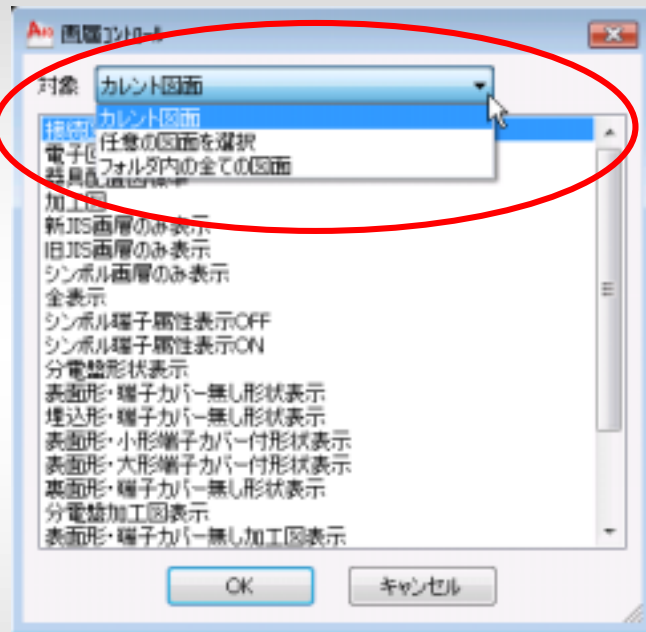 画層コントロール
対象 カレント図面
カレント図面
任意の図面を選択
フォルダ内の全ての図面
接続
電子
加工図
新JIS画層のみ表示
旧JIS画層のみ表示
シンボル画層のみ表示
全表示
シンボル端子属性表示OFF
シンボル端子属性表示ON
分電盤形状表示
表面形・端子カバー無し形状表示
埋込形・端子カバー無し形状表示
表面形・小形端子カバー付形状表示
表面形・大形端子カバー付形状表示
裏面形・端子カバー無し形状表示
分電盤加工図表示
表面形・端子カバー無し加工図表示
OK キャンセル